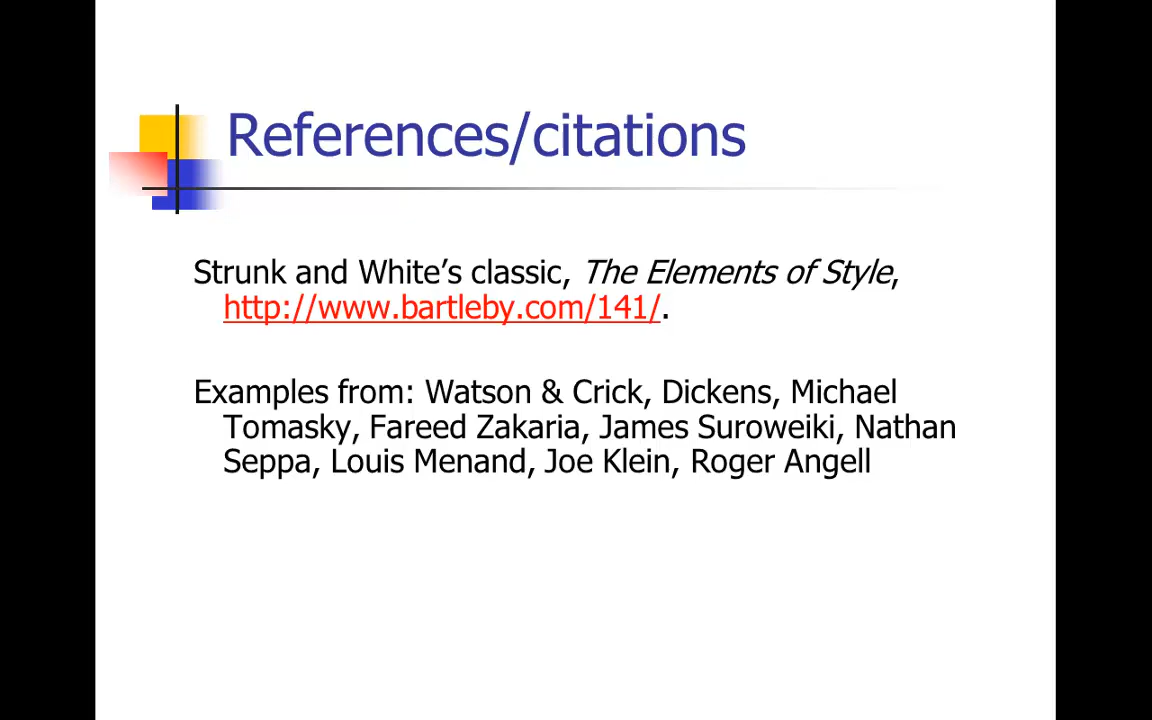 References/citations
Strunk and White’s classic, The Elements of Style,
http://www.bartleby.com/141/.
Examples from: Watson & Crick, Dickens, Michael
Tomasky, Fareed Zakaria, James Suroweiki, Nathan
Seppa, Louis Menand, Joe Klein, Roger Angell